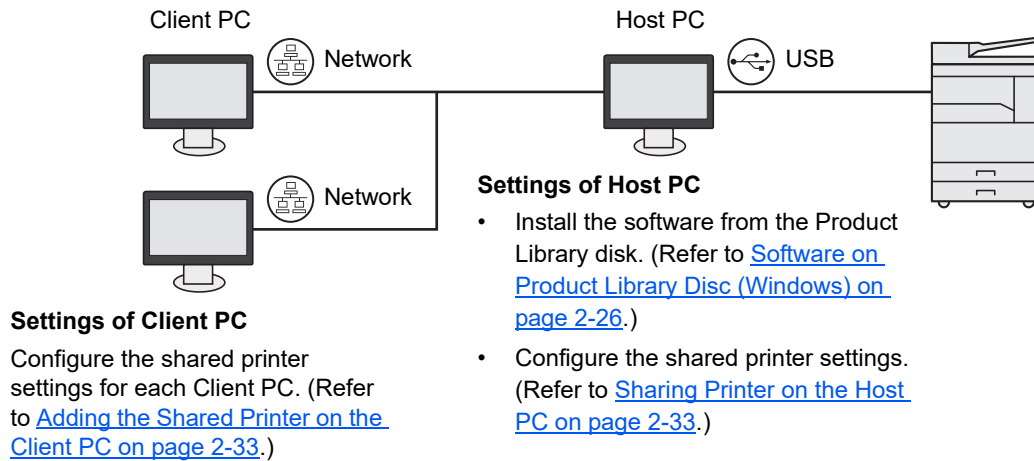 Client PC
Host PC
Network
USB
Network
Settings of Host PC
• Install the software from the Product
Library disk. (Refer to Software on
Product Library Disc (Windows) on
page 2-26.)
• Configure the shared printer settings.
(Refer to Sharing Printer on the Host
PC on page 2-33.)
Settings of Client PC
Configure the shared printer
settings for each Client PC. (Refer
to Adding the Shared Printer on the
Client PC on page 2-33.)